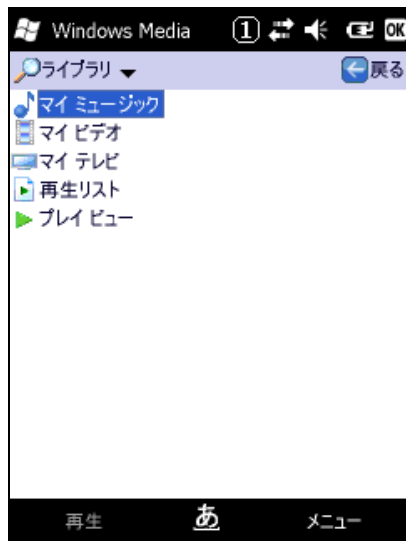 Windows Media 1 OK
ライブラリ 戻る
マイ ミュージック
マイ ビデオ
マイ テレビ
再生リスト
プレイ ビュー
再生 あ メニュー